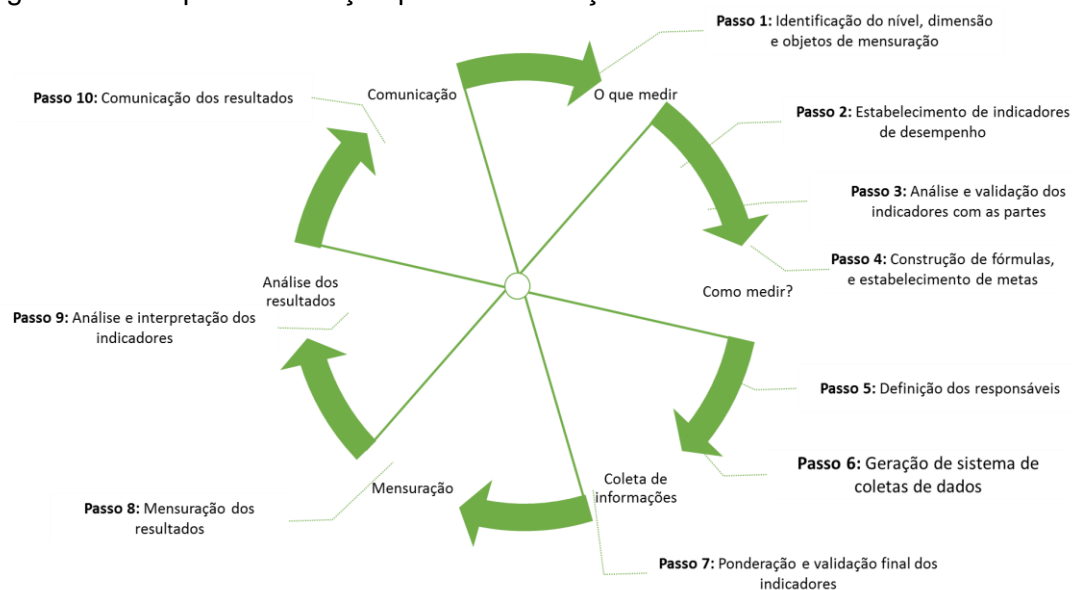 Passo 1: Identificação do nível, dimensão
e objetos de mensuração
O que medir
Passo 2: Estabelecimento de indicadores
de desempenho
Passo 3: Análise e validação dos
indicadores com as partes
Passo 4: Construção de fórmulas,
e estabelecimento de metas
Como medir?
Passo 5: Definição dos responsáveis
Passo 6: Geração de sistema de
coletas de dados
Coleta de
informações
Passo 7: Ponderação e validação final dos
indicadores
Mensuração
Passo 8: Mensuração dos
resultados
Análise dos
resultados
Passo 9: Análise e interpretação dos
indicadores
Comunicação
Passo 10: Comunicação dos resultados